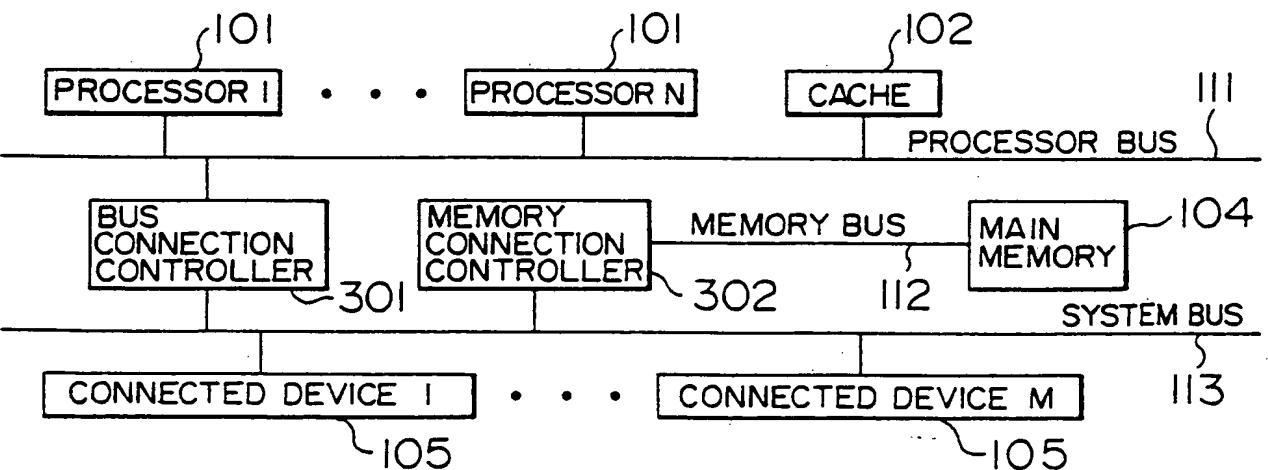 101 101 102
PROCESSOR 1 • • • PROCESSOR N CACHE
111
PROCESSOR BUS
BUS
CONNECTION
CONTROLLER
301
MEMORY
CONNECTION
CONTROLLER
302
MEMORY BUS
112
MAIN
MEMORY
104
SYSTEM BUS
113
CONNECTED DEVICE 1 • • • CONNECTED DEVICE M
105 105